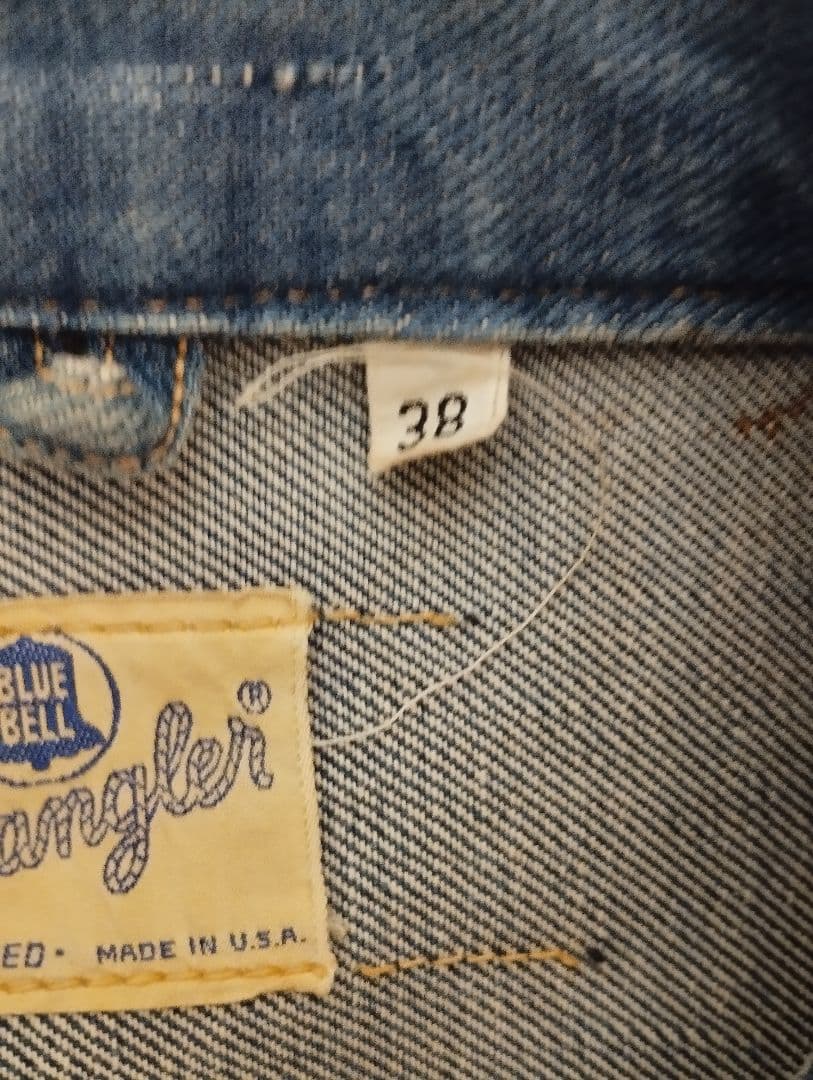 38
BLUE
BELL
®
angler
ED· MADE IN U.S.A.